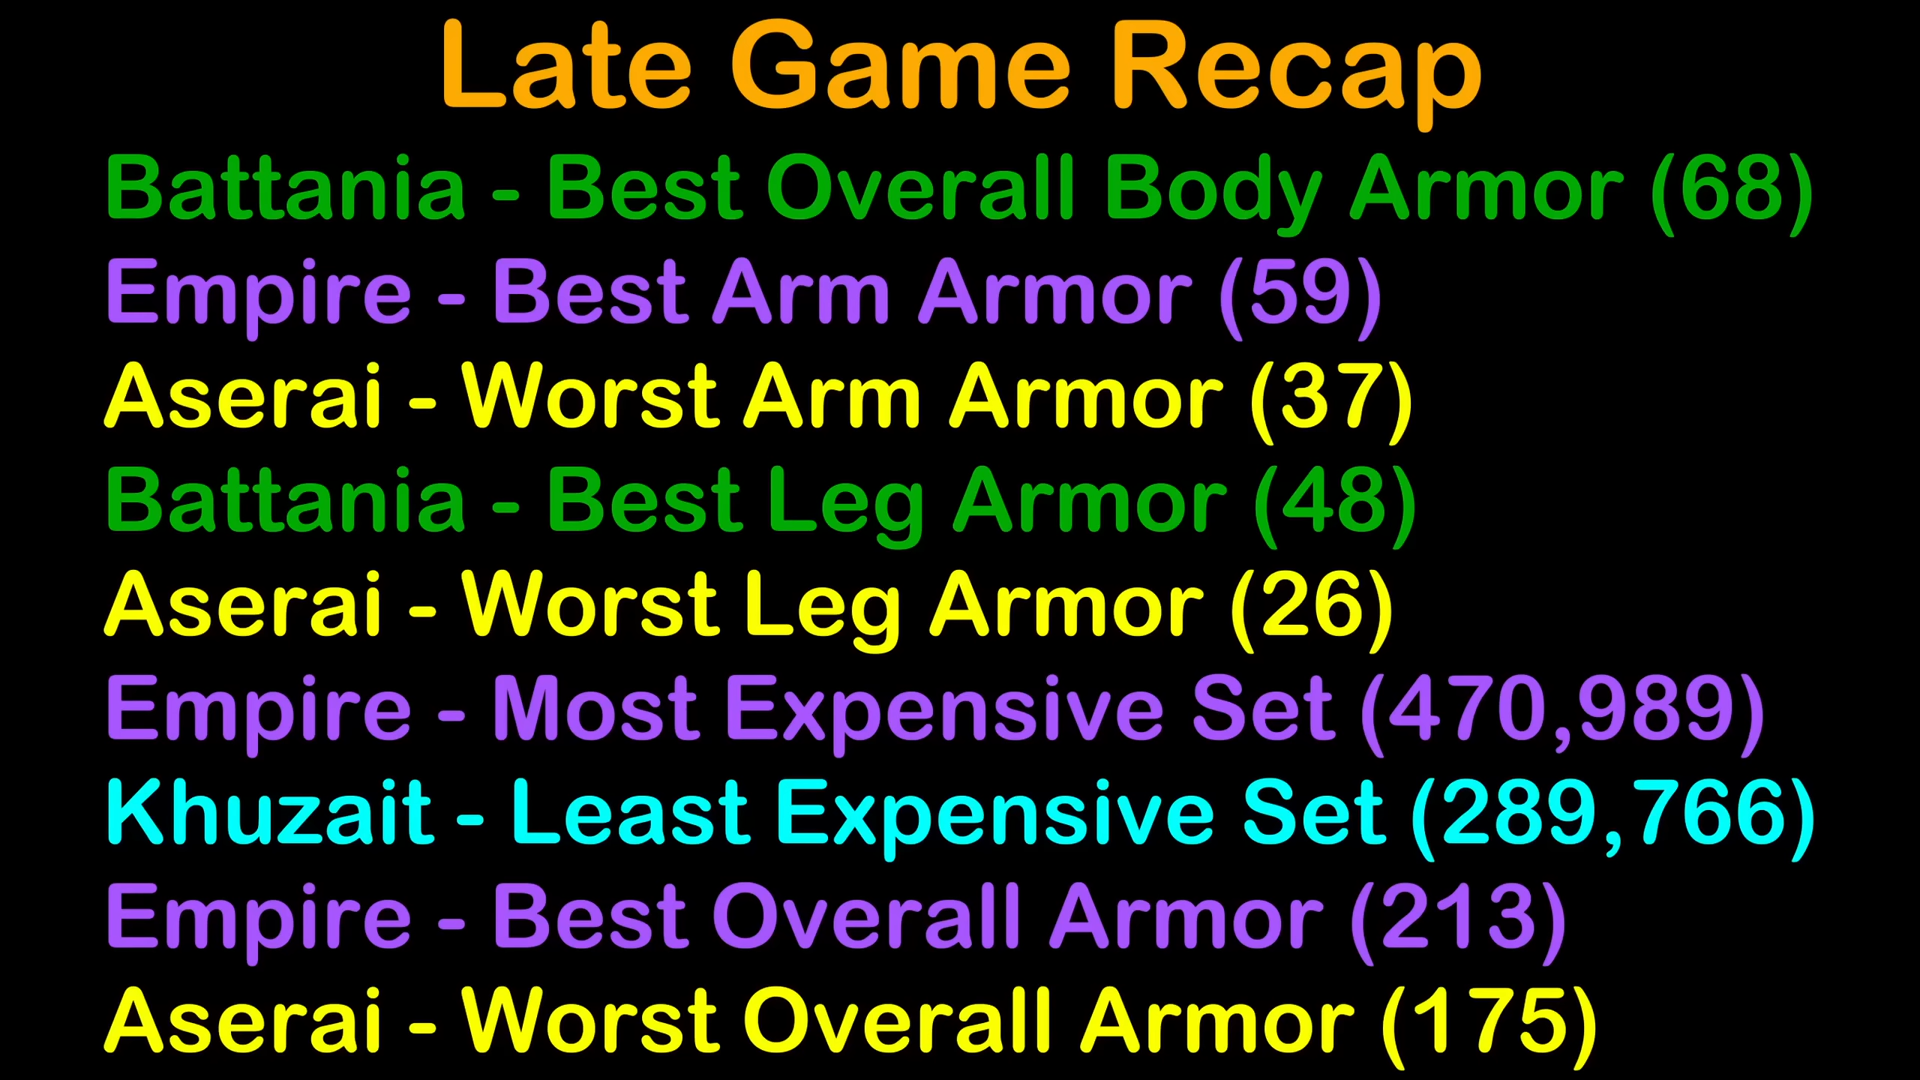 Late Game Recap
Battania - Best Overall Body Armor (68)
Empire - Best Arm Armor (59)
Aserai - Worst Arm Armor (37)
Battania - Best Leg Armor (48)
Aserai - Worst Leg Armor (26)
Empire - Most Expensive Set (470,989)
Khuzait - Least Expensive Set (289,766)
Empire - Best Overall Armor (213)
Aserai - Worst Overall Armor (175)